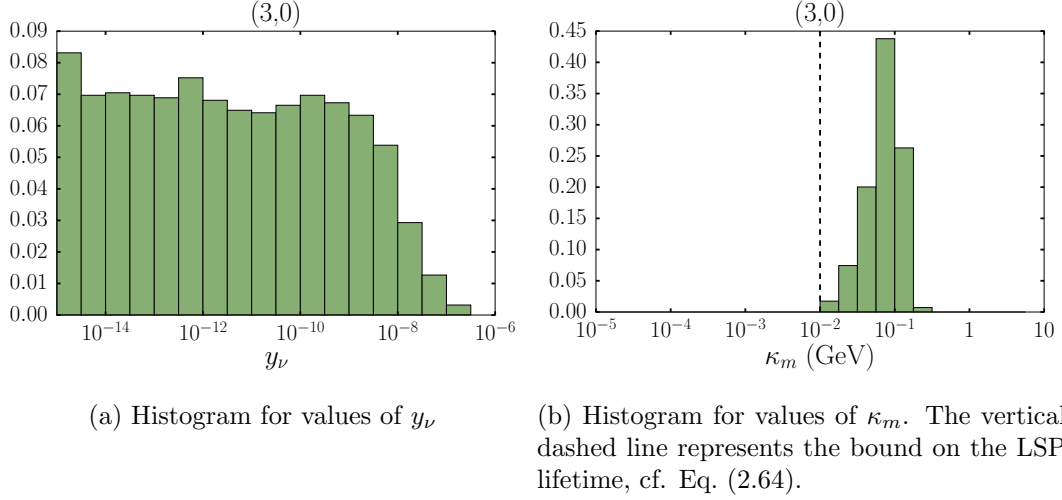 (3,0)
0.09
0.08
0.07
0.06
0.05
0.04
0.03
0.02
0.01
0.00
10⁻¹⁴ 10⁻¹² 10⁻¹⁰ 10⁻⁸ 10⁻⁶
yᵥ
(3,0)
0.45
0.40
0.35
0.30
0.25
0.20
0.15
0.10
0.05
0.00
10⁻⁵ 10⁻⁴ 10⁻³ 10⁻² 10⁻¹ 1 10
κₘ (GeV)
(a) Histogram for values of yᵥ
(b) Histogram for values of κₘ. The vertical
dashed line represents the bound on the LSP
lifetime, cf. Eq. (2.64).